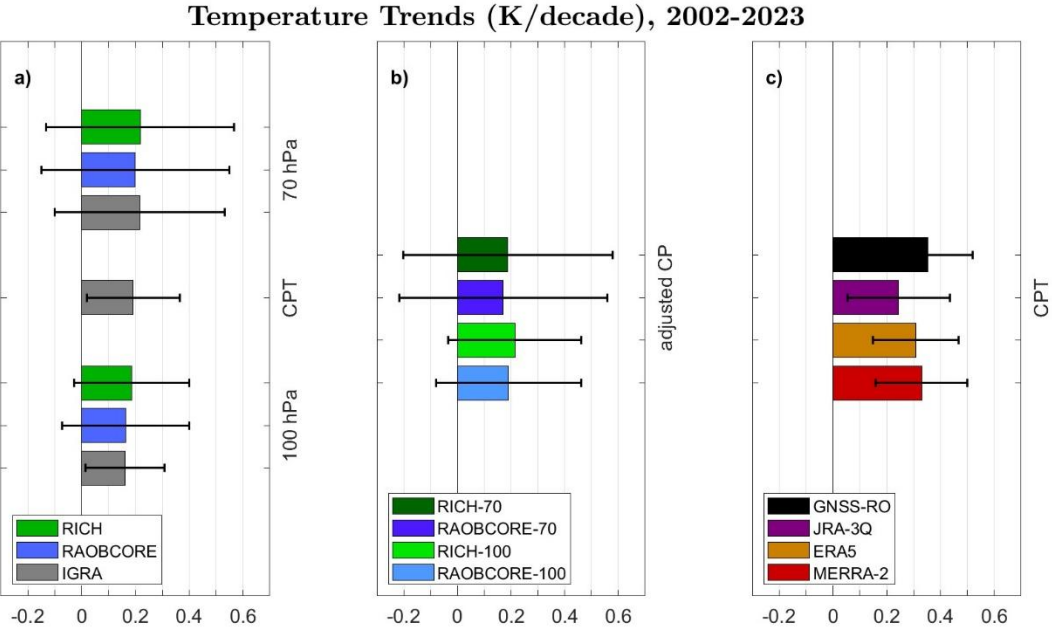 Temperature Trends (K/decade), 2002-2023
a)
70 hPa
CPT
100 hPa
RICH
RAOBCORE
IGRA
-0.2 0 0.2 0.4 0.6
b)
adjusted CP
RICH-70
RAOBCORE-70
RICH-100
RAOBCORE-100
-0.2 0 0.2 0.4 0.6
c)
CPT
GNSS-RO
JRA-3Q
ERA5
MERRA-2
-0.2 0 0.2 0.4 0.6